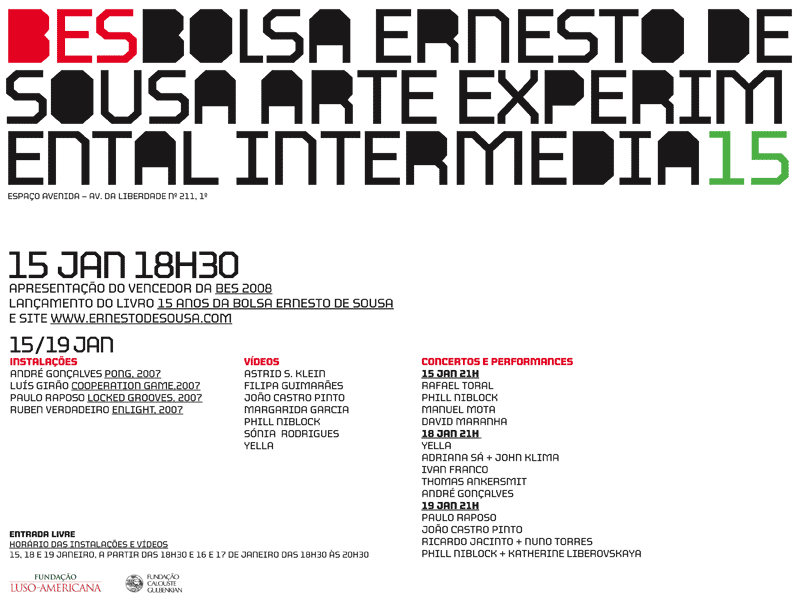 BESBOLSA ERNESTO DE
SOUSA ARTE EXPERIM
ENTAL INTERMEDIA15
ESPAÇO AVENIDA – AV. DA LIBERDADE Nº 211, 1º
15 JAN 18H30
APRESENTAÇÃO DO VENCEDOR DA BES 2008
LANÇAMENTO DO LIVRO 15 ANOS DA BOLSA ERNESTO DE SOUSA
E SITE WWW.ERNESTODESOUSA.COM
15/19 JAN
INSTALAÇÕES
ANDRÉ GONÇALVES PONG, 2007
LUÍS GIRÃO COOPERATION GAME,2007
PAULO RAPOSO LOCKED GROOVES, 2007
RUBEN VERDADEIRO ENLIGHT, 2007
VÍDEOS
ASTRID S. KLEIN
FILIPA GUIMARÃES
JOÃO CASTRO PINTO
MARGARIDA GARCIA
PHILL NIBLOCK
SÓNIA RODRIGUES
YELLA
CONCERTOS E PERFORMANCES
15 JAN 21H
RAFAEL TORAL
PHILL NIBLOCK
MANUEL MOTA
DAVID MARANHA
18 JAN 21H
YELLA
ADRIANA SÁ + JOHN KLIMA
IVAN FRANCO
THOMAS ANKERSMIT
ANDRÉ GONÇALVES
19 JAN 21H
PAULO RAPOSO
JOÃO CASTRO PINTO
RICARDO JACINTO + NUNO TORRES
PHILL NIBLOCK + KATHERINE LIBEROVSKAYA
ENTRADA LIVRE
HORÁRIO DAS INSTALAÇÕES E VÍDEOS
15, 18 E 19 JANEIRO, A PARTIR DAS 18H30 E 16 E 17 DE JANEIRO DAS 18H30 ÀS 20H30
FUNDAÇÃO
LUSO-AMERICANA
FUNDAÇÃO
CALOUSTE
GULBENKIAN